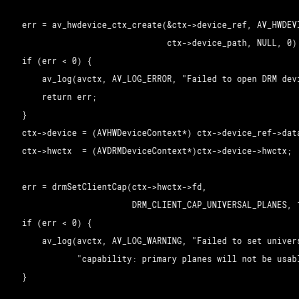 err = av_hwdevice_ctx_create(&ctx->device_ref, AV_HWDEVI
ctx->device_path, NULL, 0)
if (err < 0) {
av_log(avctx, AV_LOG_ERROR, "Failed to open DRM devi
return err;
}
ctx->device = (AVHWDeviceContext*) ctx->device_ref->data
ctx->hwctx  = (AVDRMDeviceContext*)ctx->device->hwctx;
err = drmSetClientCap(ctx->hwctx->fd,
DRM_CLIENT_CAP_UNIVERSAL_PLANES,
if (err < 0) {
av_log(avctx, AV_LOG_WARNING, "Failed to set univers
"capability: primary planes will not be usabl
}